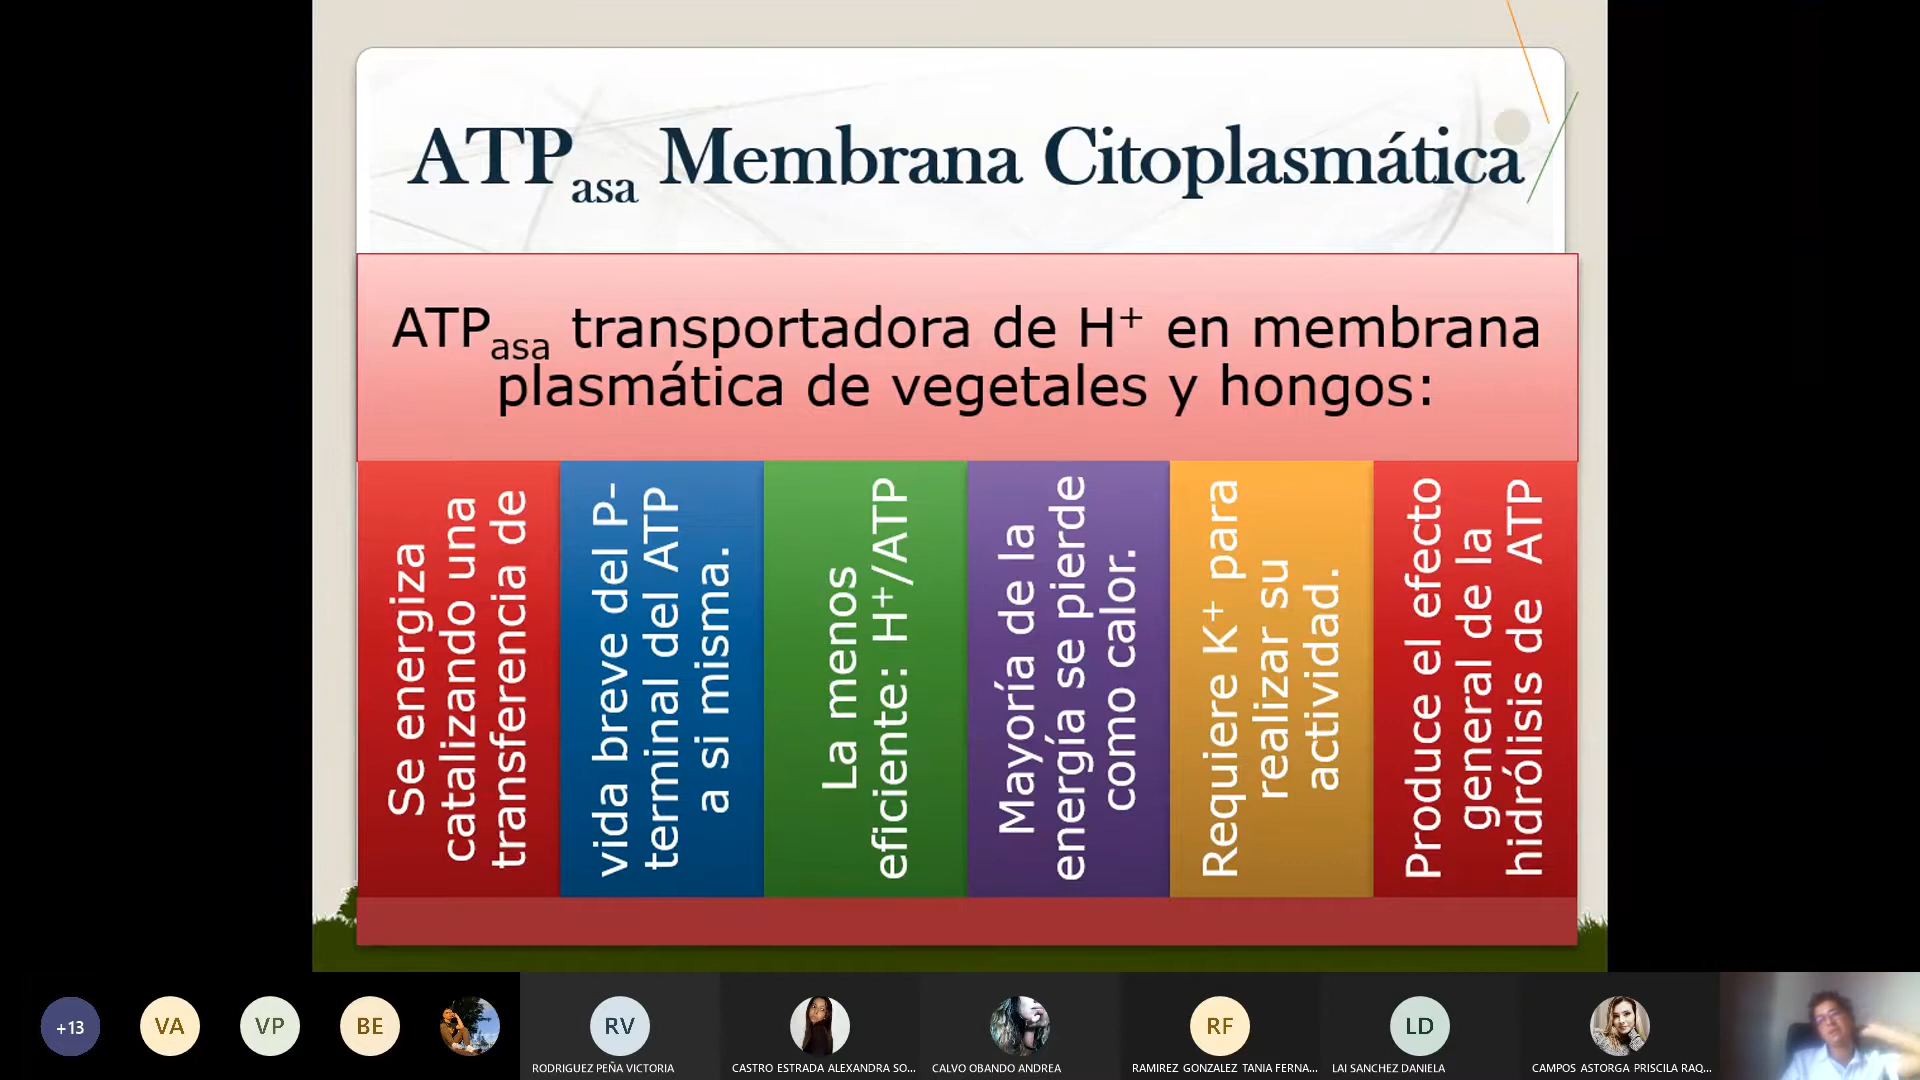 ATPasa Membrana Citoplasmática
ATPasa transportadora de H+ en membrana
plasmática de vegetales y hongos:
Se energiza
catalizando una
transferencia de
vida breve del P-
terminal del ATP
a si misma.
La menos
eficiente: H+/ATP
Mayoría de la
energía se pierde
como calor.
Requiere K+ para
realizar su
actividad.
Produce el efecto
general de la
hidrólisis de ATP
+13
VA
VP
BE
RV
RF
LD
RODRIGUEZ PEÑA VICTORIA
CASTRO ESTRADA ALEXANDRA SO...
CALVO OBANDO ANDREA
RAMIREZ GONZALEZ TANIA FERNA...
LAI SANCHEZ DANIELA
CAMPOS ASTORGA PRISCILA RAQ...